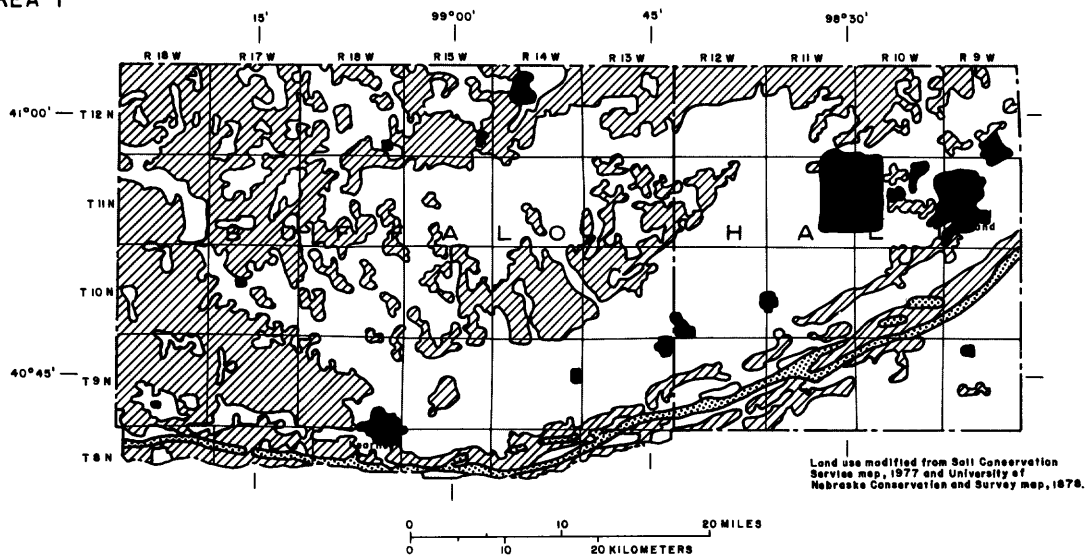 REA I
15' 99°00' 45' 98°30'
R 18 W R 17 W R 18 W R 15 W R 14 W R 13 W R 12 W R 11 W R 10 W R 9 W
41°00' T 12 N
T 11 N
B U F F A L O H A L L
T 10 N
40°45' T 9 N
T 8 N
Land use modified from Soil Conservation
Service map, 1977 and University of
Nebraska Conservation and Survey map, 1978.
0 10 20 MILES
0 10 20 KILOMETERS